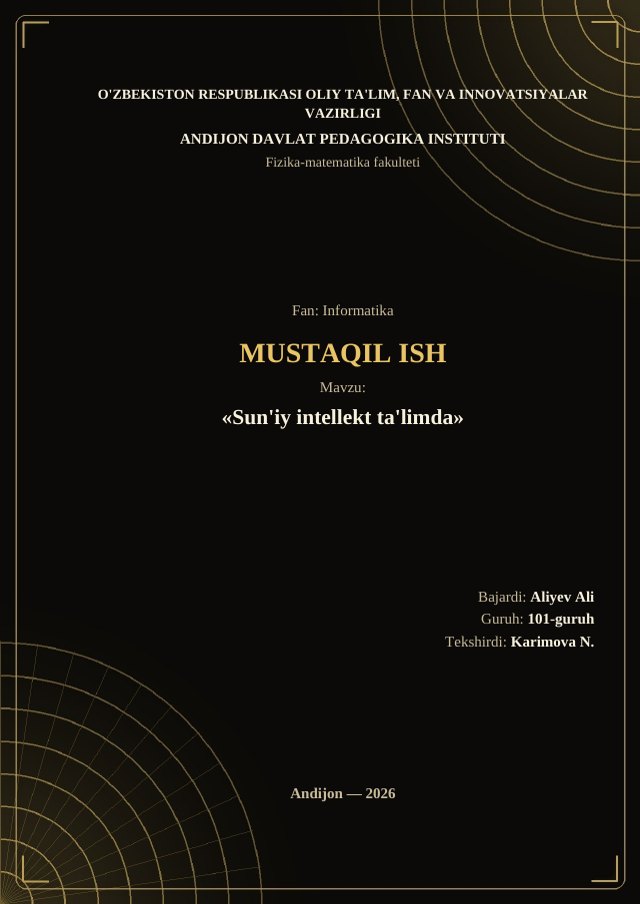 O'ZBEKISTON RESPUBLIKASI OLIY TA'LIM, FAN VA INNOVATSIYALAR
VAZIRLIGI
ANDIJON DAVLAT PEDAGOGIKA INSTITUTI
Fizika-matematika fakulteti
Fan: Informatika
MUSTAQIL ISH
Mavzu:
«Sun'iy intellekt ta'limda»
Bajardi: Aliyev Ali
Guruh: 101-guruh
Tekshirdi: Karimova N.
Andijon — 2026